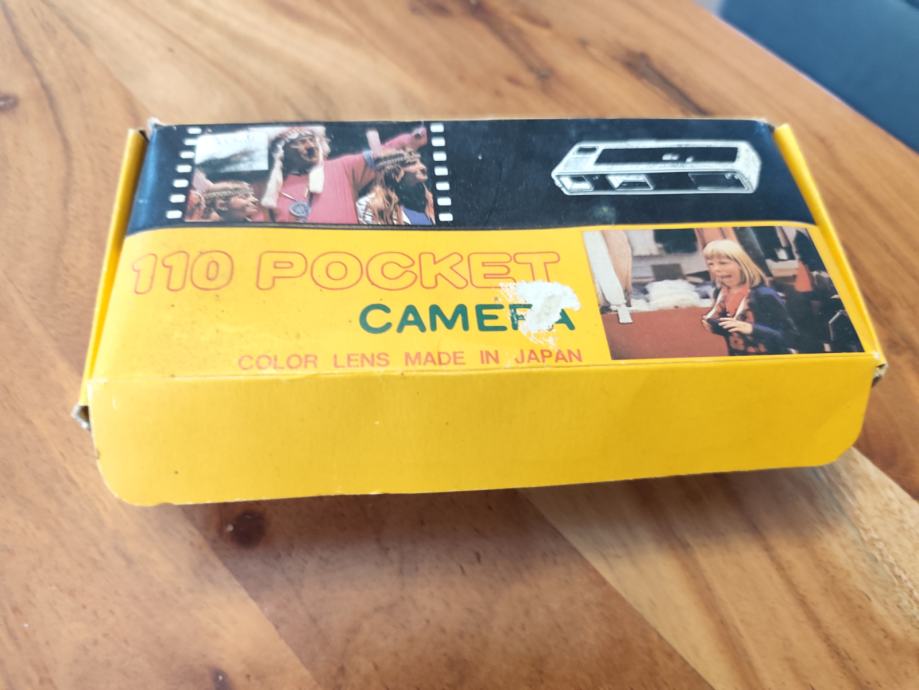 110 POCKET
CAMERA
COLOR LENS MADE IN JAPAN